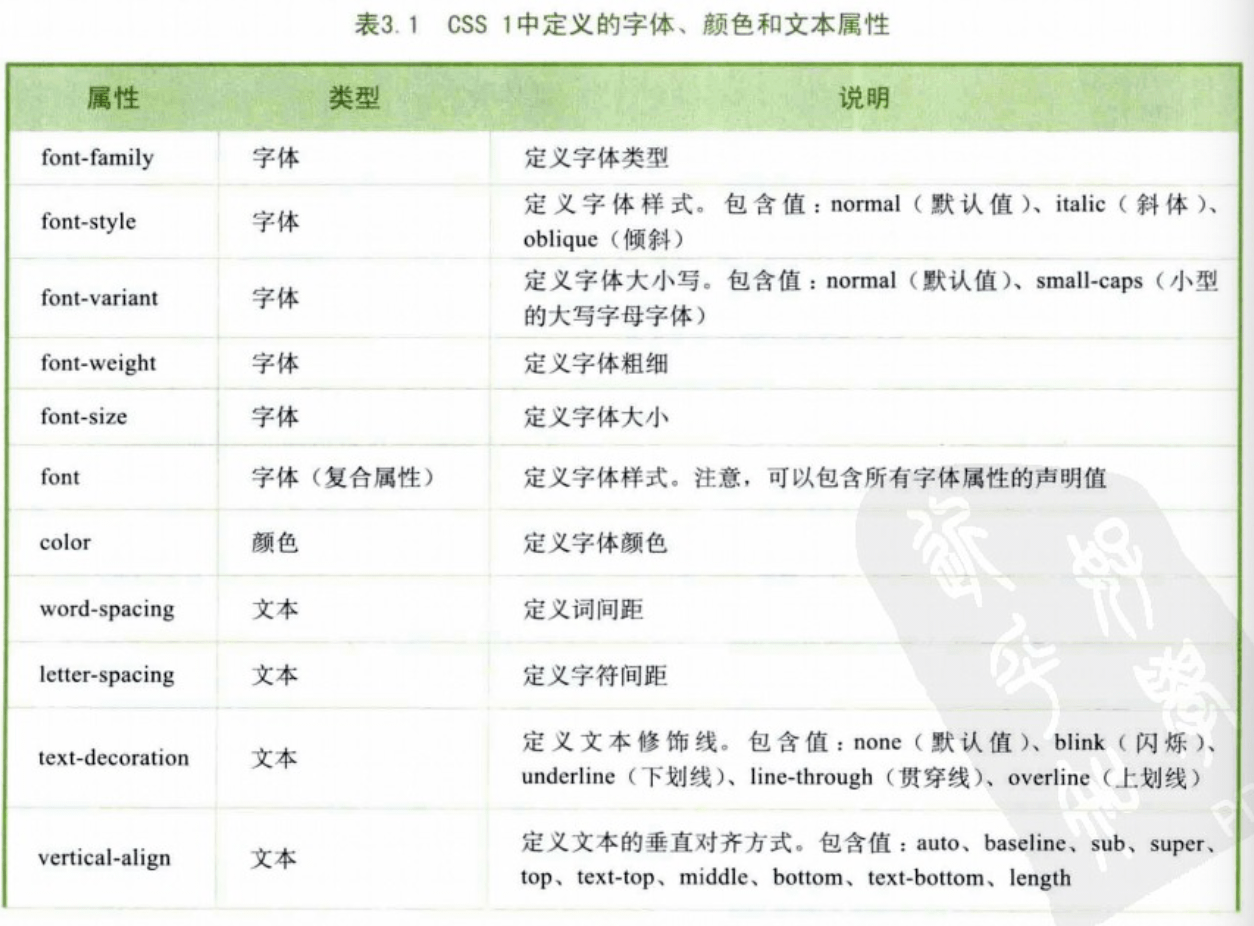 表3.1 CSS 1中定义的字体、颜色和文本属性
属性 类型 说明
font-family 字体 定义字体类型
font-style 字体 定义字体样式。包含值：normal（默认值）、italic（斜体）、
oblique（倾斜）
font-variant 字体 定义字体大小写。包含值：normal（默认值）、small-caps（小型
的大写字母字体）
font-weight 字体 定义字体粗细
font-size 字体 定义字体大小
font 字体（复合属性） 定义字体样式。注意，可以包含所有字体属性的声明值
color 颜色 定义字体颜色
word-spacing 文本 定义词间距
letter-spacing 文本 定义字符间距
text-decoration 文本 定义文本修饰线。包含值：none（默认值）、blink（闪烁）、
underline（下划线）、line-through（贯穿线）、overline（上划线）
vertical-align 文本 定义文本的垂直对齐方式。包含值：auto、baseline、sub、super、
top、text-top、middle、bottom、text-bottom、length